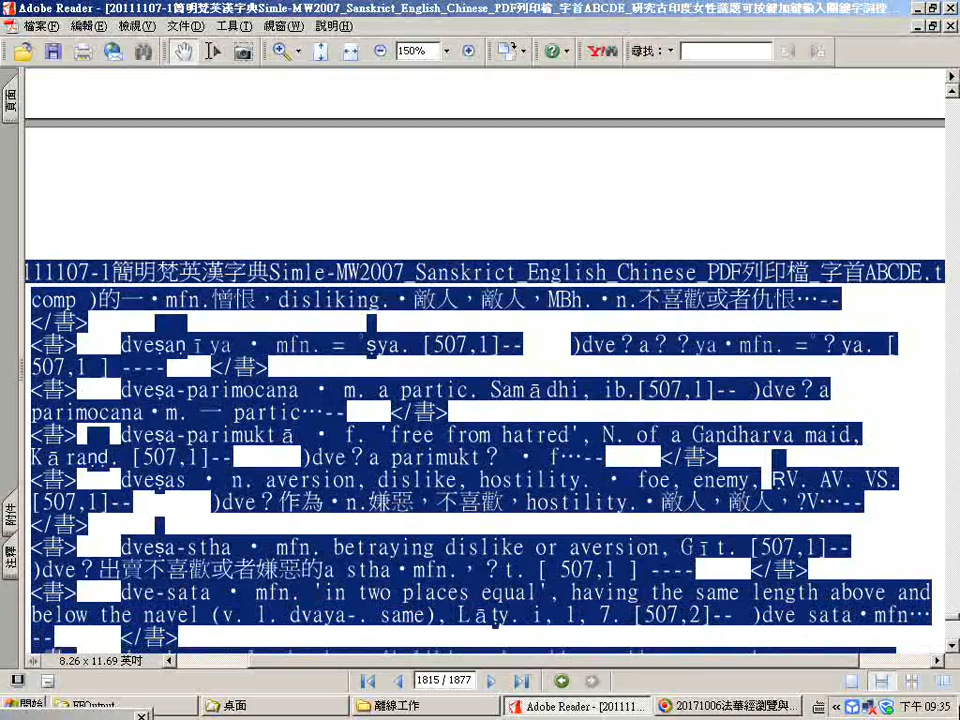 Adobe Reader - [20111107-1簡明梵英漢字典Simle-MW2007_Sanskrict_English_Chinese_PDF列印檔_字首ABCDE_研究古印度女性議題可按鍵加鍵輸入關鍵字詞搜
檔案(F) 編輯(E) 檢視(V) 文件(D) 工具(T) 視窗(W) 說明(H)
150% 尋找:
頁面
111107-1簡明梵英漢字典Simle-MW2007_Sanskrict_English_Chinese_PDF列印檔_字首ABCDE.t
comp )的一‧mfn.憎恨，disliking.‧敵人，敵人，MBh.‧n.不喜歡或者仇恨…--
</書>
<書> dveṣaṇīya ‧ mfn. = °ṣya. [507,1]-- )dve？a？？ya‧mfn. =°？ya. [
507,1 ] ---- </書>
<書> dveṣa-parimocana ‧ m. a partic. Samādhi, ib.[507,1]-- )dve？a
parimocana‧m. 一 partic…-- </書>
<書> dveṣa-parimuktā ‧ f. 'free from hatred', N. of a Gandharva maid,
Kāraṇḍ. [507,1]-- )dve？a parimukt？ ‧ f…-- </書>
<書> dveṣas ‧ n. aversion, dislike, hostility. ‧ foe, enemy, ṚV. AV. VS.
[507,1]-- )dve？作為‧n.嫌惡，不喜歡，hostility.‧敵人，敵人，?V…--
</書>
<書> dveṣa-stha ‧ mfn. betraying dislike or aversion, Gīt. [507,1]--
)dve？出賣不喜歡或者嫌惡的a stha‧mfn.，？t. [ 507,1 ] ---- </書>
<書> dve-sata ‧ mfn. 'in two places equal', having the same length above and
below the navel (v. l. dvaya-. same), Lāṭy. i, 1, 7. [507,2]-- )dve sata‧mfn…
-- </書>
附件
注釋
8.26 x 11.69 英吋
1815 / 1877
開始 FFOutput 桌面 離線工作 Adobe Reader - [201111... 20171006法華經瀏覽與... 下午 09:35